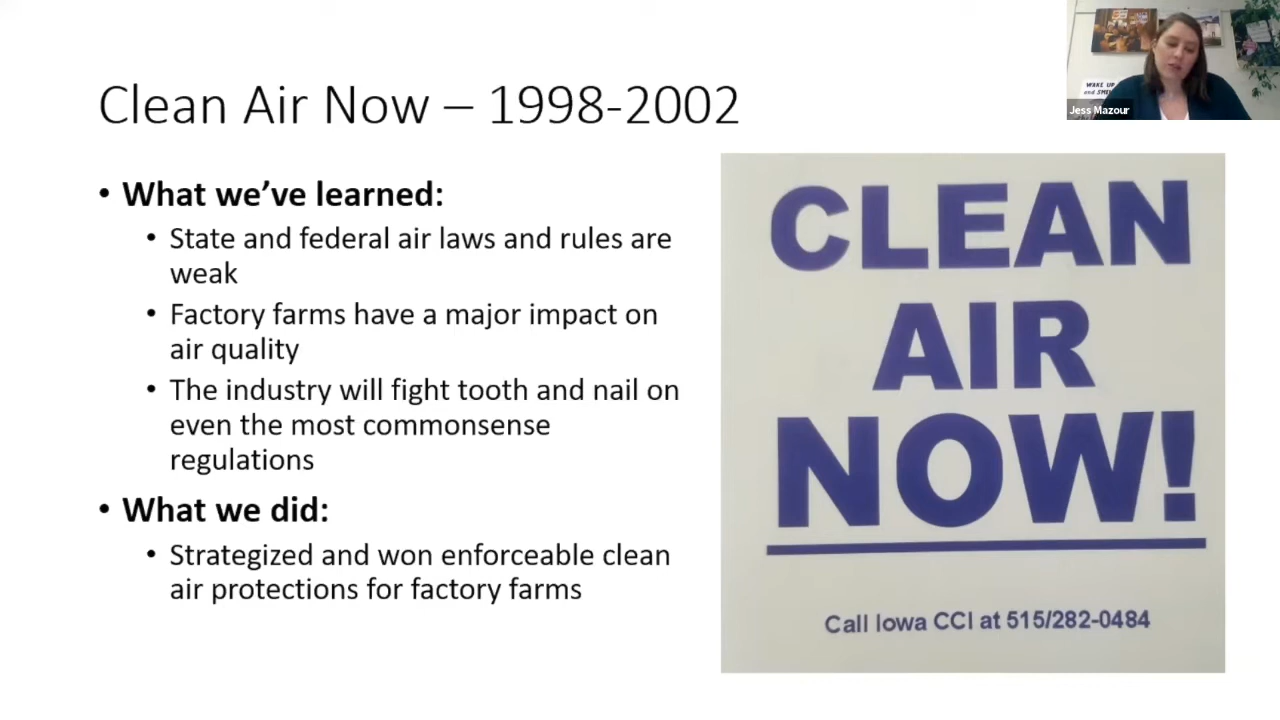 WAKE UP
Jess Mazour
Clean Air Now – 1998-2002
• What we've learned:
• State and federal air laws and rules are
weak
• Factory farms have a major impact on
air quality
• The industry will fight tooth and nail on
even the most commonsense
regulations
• What we did:
• Strategized and won enforceable clean
air protections for factory farms
CLEAN
AIR
NOW!
Call Iowa CCI at 515/282-0484